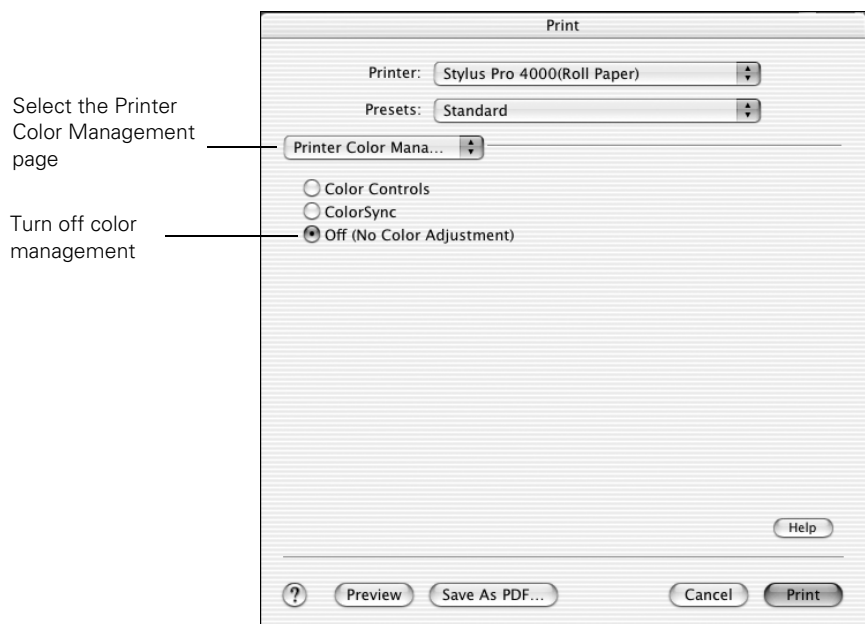 Print
Printer: Stylus Pro 4000(Roll Paper)
Presets: Standard
Select the Printer
Color Management
page
Printer Color Mana...
Color Controls
ColorSync
Turn off color
management
Off (No Color Adjustment)
Help
? Preview Save As PDF... Cancel Print